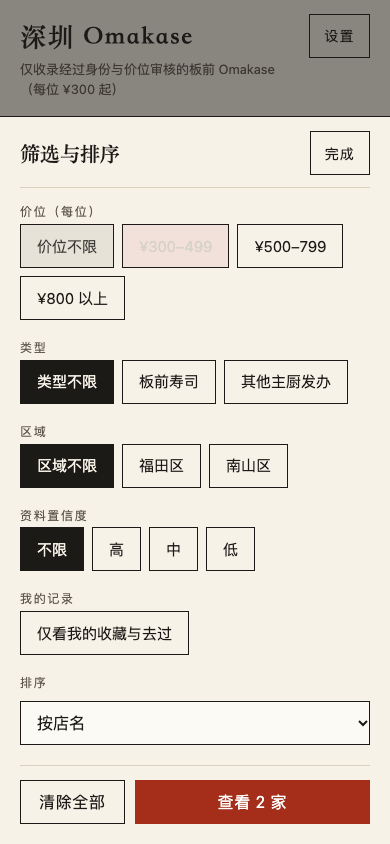 深圳 Omakase
设置
仅收录经过身份与价位审核的板前 Omakase
（每位 ¥300 起）
筛选与排序
完成
价位（每位）
价位不限 ¥300–499 ¥500–799
¥800 以上
类型
类型不限 板前寿司 其他主厨发办
区域
区域不限 福田区 南山区
资料置信度
不限 高 中 低
我的记录
仅看我的收藏与去过
排序
按店名
清除全部 查看 2 家